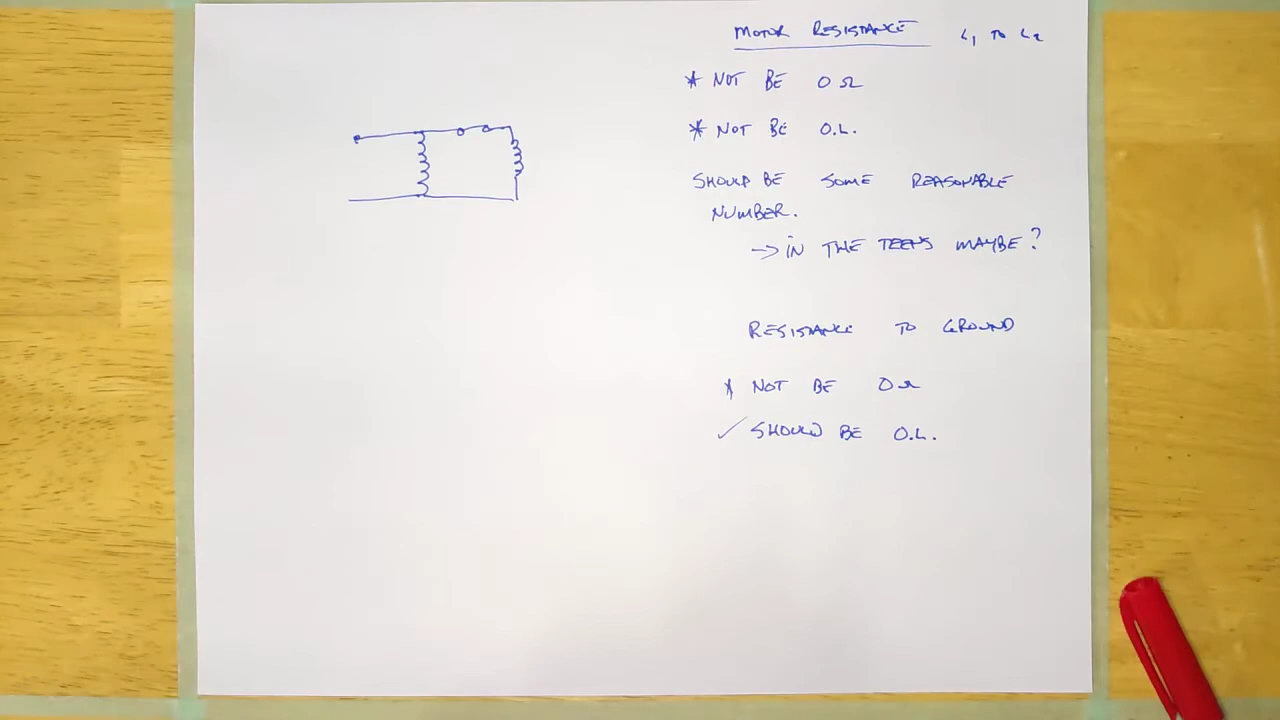 MOTOR RESISTANCE L1 TO L2
* NOT BE 0 Ω
* NOT BE O.L.
SHOULD BE SOME REASONABLE
NUMBER.
→ IN THE TEENS MAYBE?
RESISTANCE TO GROUND
* NOT BE 0 Ω
✓ SHOULD BE O.L.